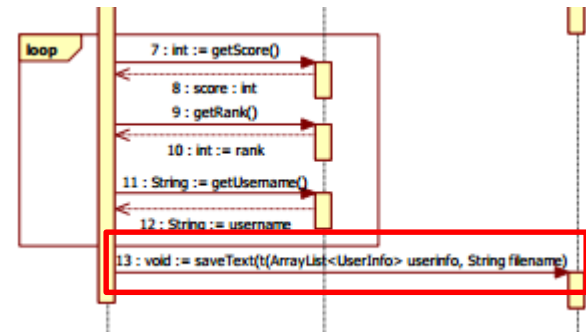 loop
7 : int := getScore()
8 : score : int
9 : getRank()
10 : int := rank
11 : String := getUsername()
12 : String := username
13 : void := saveText(t(ArrayList<UserInfo> userinfo, String filename)